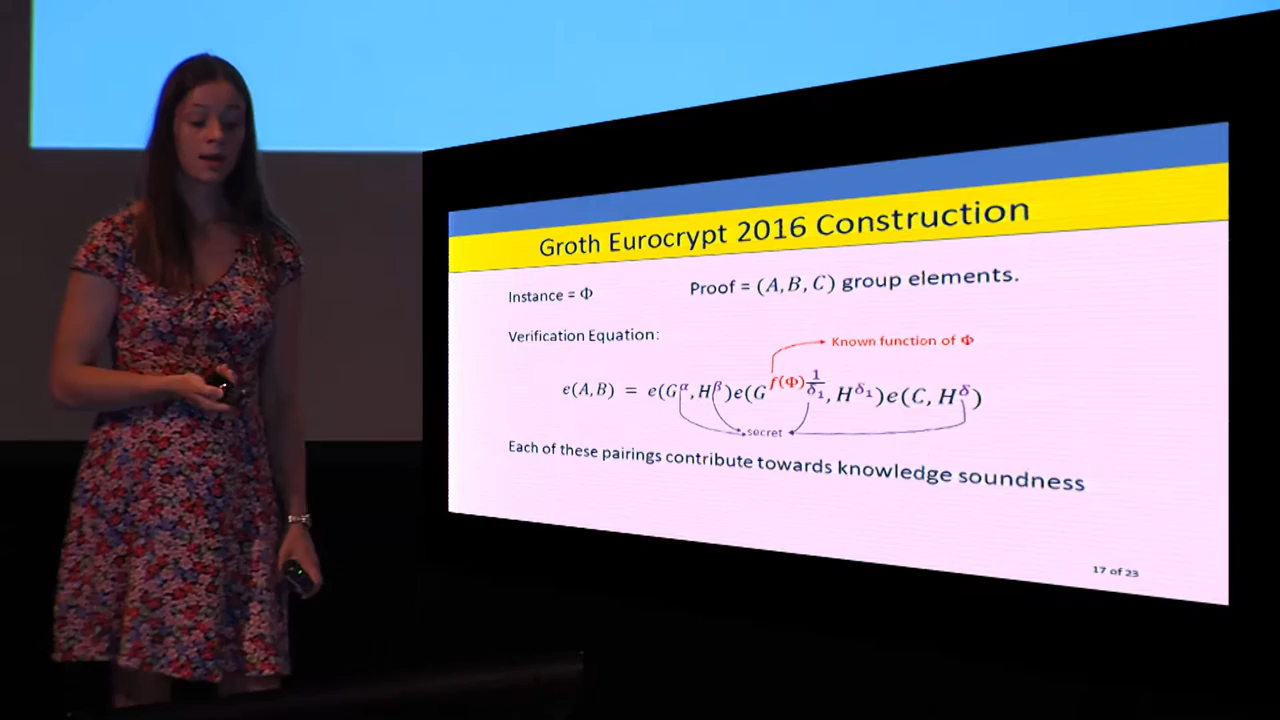 Groth Eurocrypt 2016 Construction
Instance = Φ
Proof = (A, B, C) group elements.
Verification Equation:
Known function of Φ
e(A, B) = e(G^α, H^β)e(G^{f(Φ) 1/δ₁}, H^{δ₁})e(C, H^δ)
secret
Each of these pairings contribute towards knowledge soundness
17 of 23